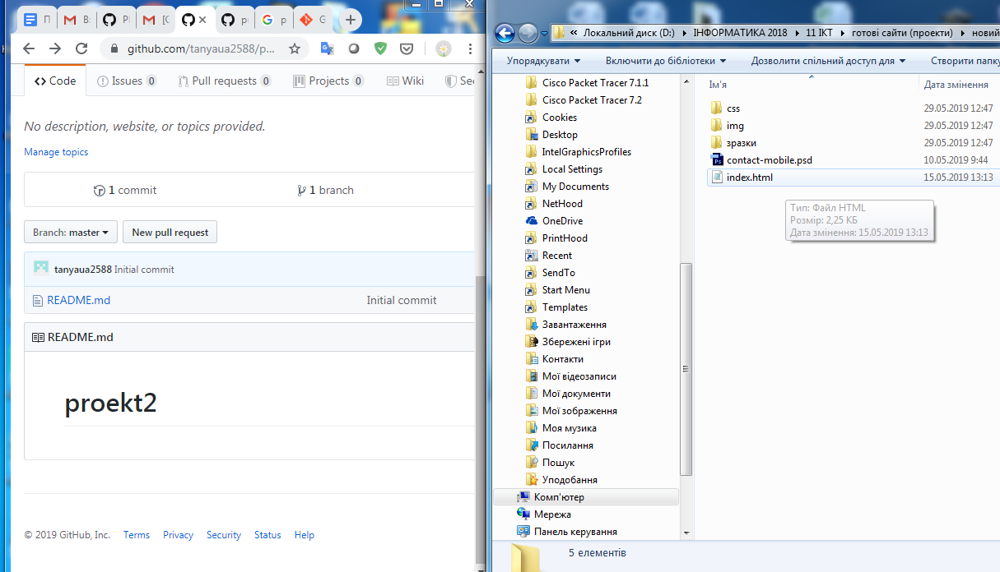 github.com/tanyaua2588/p...
Code
Issues 0
Pull requests 0
Projects 0
Wiki
No description, website, or topics provided.
Manage topics
1 commit
1 branch
Branch: master
New pull request
tanyaua2588 Initial commit
README.md Initial commit
README.md
proekt2
© 2019 GitHub, Inc. Terms Privacy Security Status Help
« Локальний диск (D:) ІНФОРМАТИКА 2018 11 ІКТ готові сайти (проекти) новий
Упорядкувати Включити до бібліотеки Дозволити спільний доступ для Створити папку
Cisco Packet Tracer 7.1.1
Cisco Packet Tracer 7.2
Cookies
Desktop
IntelGraphicsProfiles
Local Settings
My Documents
NetHood
OneDrive
PrintHood
Recent
SendTo
Start Menu
Templates
Завантаження
Збережені ігри
Контакти
Мої відеозаписи
Мої документи
Мої зображення
Моя музика
Посилання
Пошук
Уподобання
Комп'ютер
Мережа
Панель керування
Ім'я Дата змінення
css 29.05.2019 12:47
img 29.05.2019 12:47
зразки 29.05.2019 12:47
contact-mobile.psd 10.05.2019 9:44
index.html 15.05.2019 13:13
Тип: Файл HTML
Розмір: 2,25 КБ
Дата змінення: 15.05.2019 13:13
5 елементів